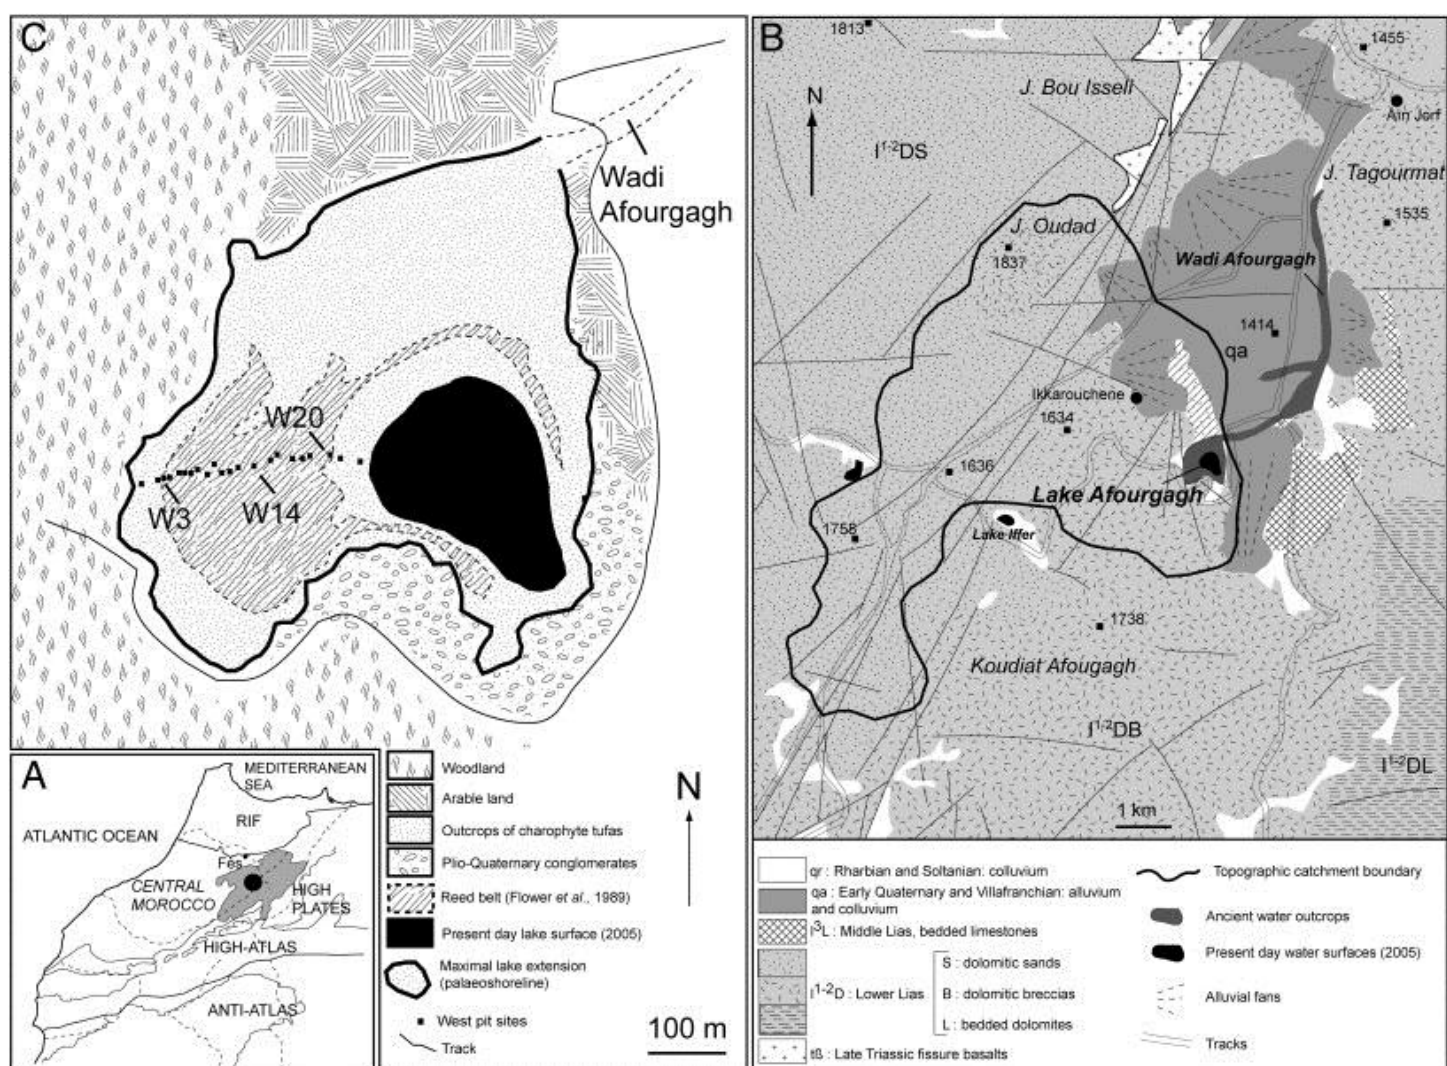 C
Wadi
Afourgagh
W20
W3
W14
A
MEDITERRANEAN
SEA
ATLANTIC OCEAN
RIF
Fès
CENTRAL
MOROCCO
HIGH
PLATES
HIGH-ATLAS
ANTI-ATLAS
Woodland
Arable land
Outcrops of charophyte tufas
Plio-Quaternary conglomerates
Reed belt (Flower et al., 1989)
Present day lake surface (2005)
Maximal lake extension
(palaeoshoreline)
West pit sites
Track
N
100 m
B
1813
1455
J. Bou Issell
N
Ain Jorf
l1-2DS
J. Tagourmat
J. Oudad
1535
1837
Wadi Afourgagh
1414
qa
Ikkarouchene
1634
1636
Lake Afourgagh
1758
Lake Iffer
1738
Koudiat Afougagh
l1-2DB
l1-2DL
1 km
qr : Rharbian and Soltanian: colluvium
qa : Early Quaternary and Villafranchian: alluvium
and colluvium
l3L : Middle Lias, bedded limestones
S : dolomitic sands
l1-2D : Lower Lias
B : dolomitic breccias
L : bedded dolomites
tß : Late Triassic fissure basalts
Topographic catchment boundary
Ancient water outcrops
Present day water surfaces (2005)
Alluvial fans
Tracks